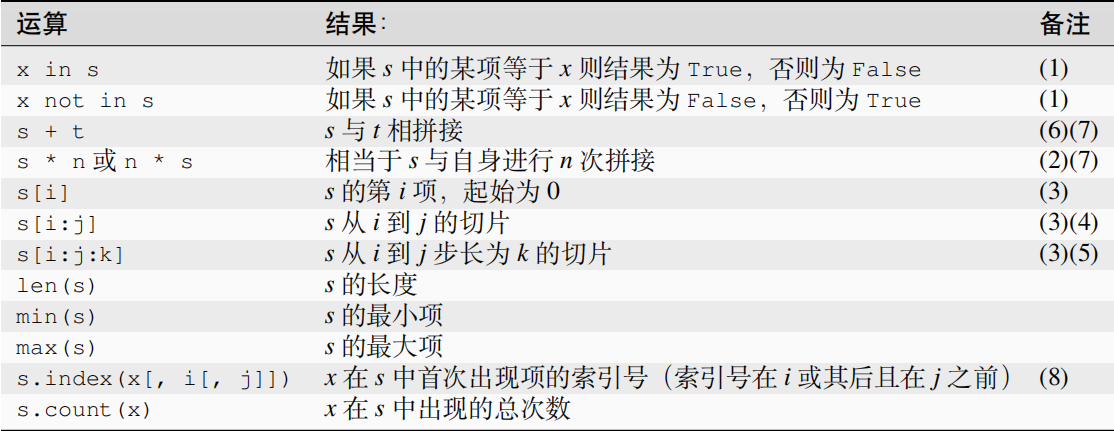 运算 结果： 备注
x in s 如果 s 中的某项等于 x 则结果为 True，否则为 False (1)
x not in s 如果 s 中的某项等于 x 则结果为 False，否则为 True (1)
s + t s 与 t 相拼接 (6)(7)
s * n 或 n * s 相当于 s 与自身进行 n 次拼接 (2)(7)
s[i] s 的第 i 项，起始为 0 (3)
s[i:j] s 从 i 到 j 的切片 (3)(4)
s[i:j:k] s 从 i 到 j 步长为 k 的切片 (3)(5)
len(s) s 的长度
min(s) s 的最小项
max(s) s 的最大项
s.index(x[, i[, j]]) x 在 s 中首次出现项的索引号（索引号在 i 或其后且在 j 之前） (8)
s.count(x) x 在 s 中出现的总次数